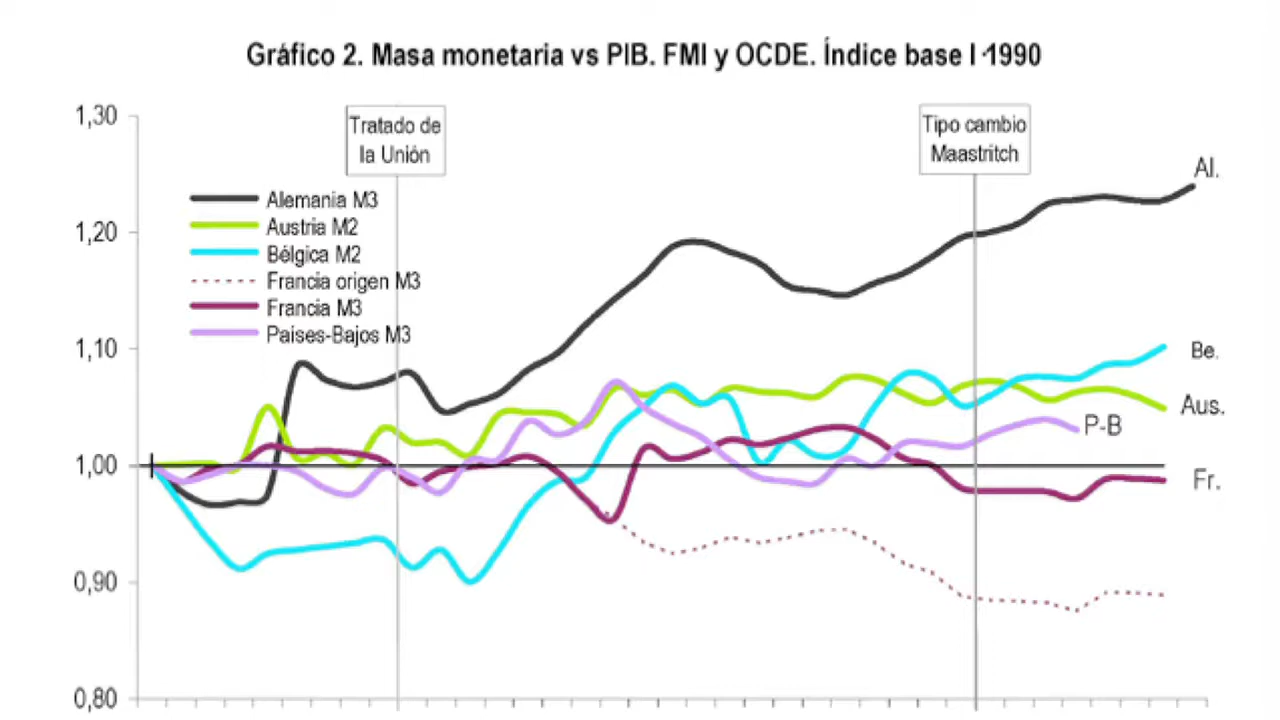 Gráfico 2. Masa monetaria vs PIB. FMI y OCDE. Índice base I·1990
1,30
Tratado de
la Unión
Tipo cambio
Maastritch
Al.
Alemania M3
Austria M2
Bélgica M2
Francia origen M3
Francia M3
Paises-Bajos M3
1,20
1,10
Be.
Aus.
P-B
1,00
Fr.
0,90
0,80